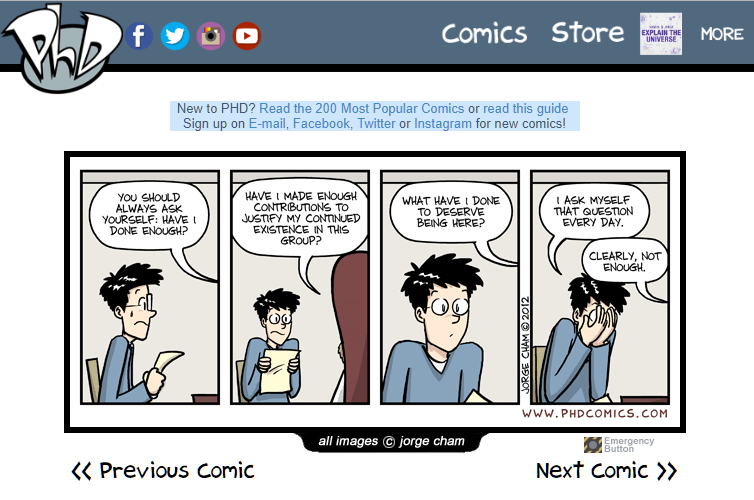 PhD
Comics
Store
EXPLAIN THE
UNIVERSE
MORE
New to PHD? Read the 200 Most Popular Comics or read this guide
Sign up on E-mail, Facebook, Twitter or Instagram for new comics!
YOU SHOULD
ALWAYS ASK
YOURSELF: HAVE I
DONE ENOUGH?
HAVE I MADE ENOUGH
CONTRIBUTIONS TO
JUSTIFY MY CONTINUED
EXISTENCE IN THIS
GROUP?
WHAT HAVE I DONE
TO DESERVE
BEING HERE?
I ASK MYSELF
THAT QUESTION
EVERY DAY.
CLEARLY, NOT
ENOUGH.
JORGE CHAM © 2012
WWW.PHDCOMICS.COM
all images © jorge cham
Emergency
Button
<< Previous Comic
Next Comic >>